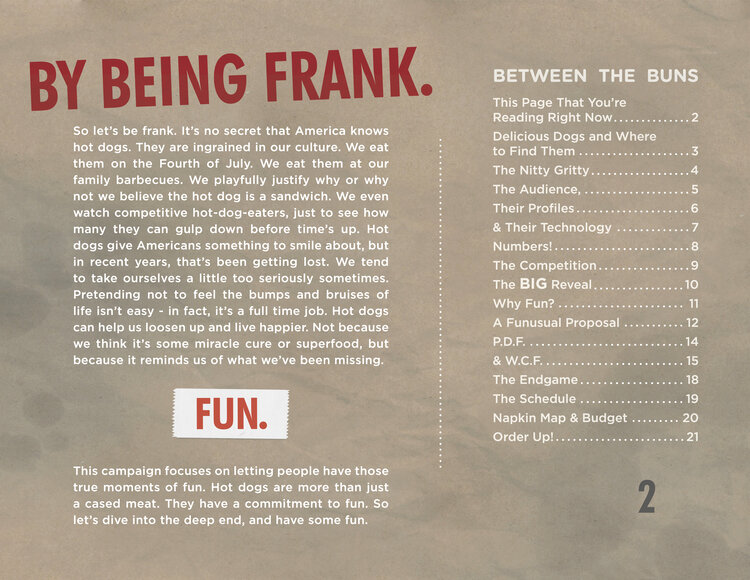 BY BEING FRANK.
So let's be frank. It's no secret that America knows
hot dogs. They are ingrained in our culture. We eat
them on the Fourth of July. We eat them at our
family barbecues. We playfully justify why or why
not we believe the hot dog is a sandwich. We even
watch competitive hot-dog-eaters, just to see how
many they can gulp down before time's up. Hot
dogs give Americans something to smile about, but
in recent years, that's been getting lost. We tend
to take ourselves a little too seriously sometimes.
Pretending not to feel the bumps and bruises of
life isn't easy - in fact, it's a full time job. Hot dogs
can help us loosen up and live happier. Not because
we think it's some miracle cure or superfood, but
because it reminds us of what we've been missing.
FUN.
This campaign focuses on letting people have those
true moments of fun. Hot dogs are more than just
a cased meat. They have a commitment to fun. So
let's dive into the deep end, and have some fun.
BETWEEN THE BUNS
This Page That You're
Reading Right Now.............. 2
Delicious Dogs and Where
to Find Them .................... 3
The Nitty Gritty.................. 4
The Audience, ................... 5
Their Profiles..................... 6
& Their Technology ............. 7
Numbers!......................... 8
The Competition................. 9
The BIG Reveal.................. 10
Why Fun? ....................... 11
A Funusual Proposal ........... 12
P.D.F. ............................ 14
& W.C.F. ......................... 15
The Endgame.................... 18
The Schedule ................... 19
Napkin Map & Budget ......... 20
Order Up!........................ 21
2